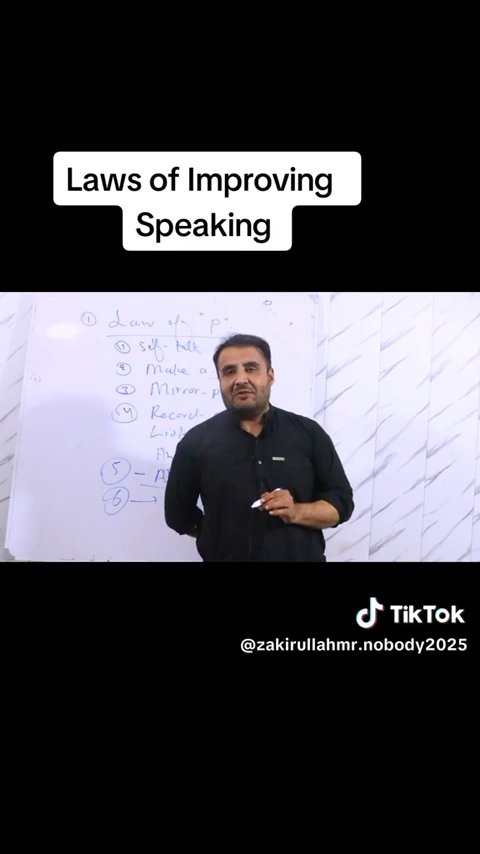 Laws of Improving
Speaking
① Law of "P"
① Self-talk
② Make a
③ Mirror-p
④ Record-
List
⑤ -
⑥ →
TikTok
@zakirullahmr.nobody2025